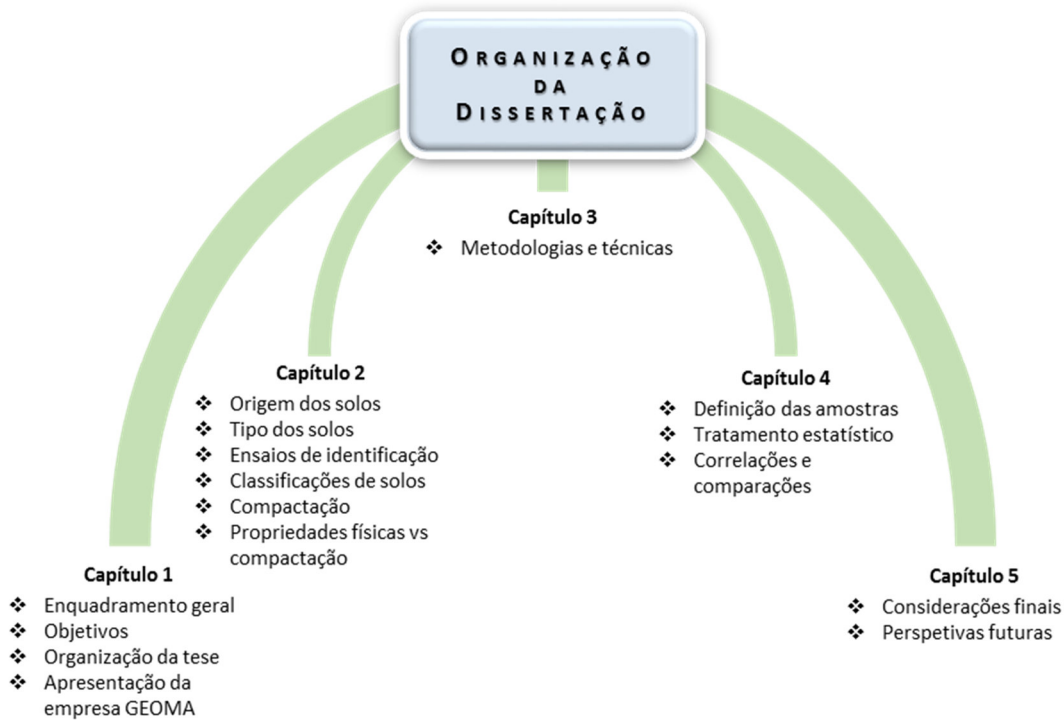 ORGANIZAÇÃO
DA
DISSERTAÇÃO
Capítulo 1
❖ Enquadramento geral
❖ Objetivos
❖ Organização da tese
❖ Apresentação da
empresa GEOMA
Capítulo 2
❖ Origem dos solos
❖ Tipo dos solos
❖ Ensaios de identificação
❖ Classificações de solos
❖ Compactação
❖ Propriedades físicas vs
compactação
Capítulo 3
❖ Metodologias e técnicas
Capítulo 4
❖ Definição das amostras
❖ Tratamento estatístico
❖ Correlações e
comparações
Capítulo 5
❖ Considerações finais
❖ Perspetivas futuras